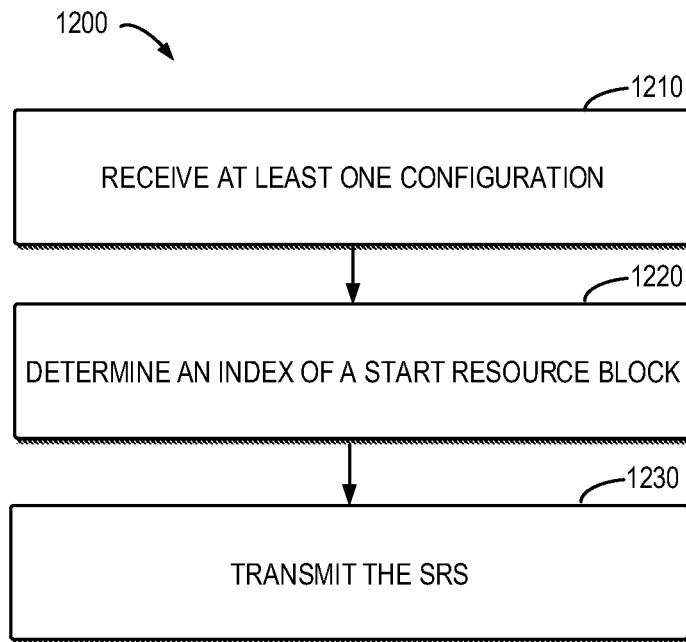 1200
1210
RECEIVE AT LEAST ONE CONFIGURATION
1220
DETERMINE AN INDEX OF A START RESOURCE BLOCK
1230
TRANSMIT THE SRS